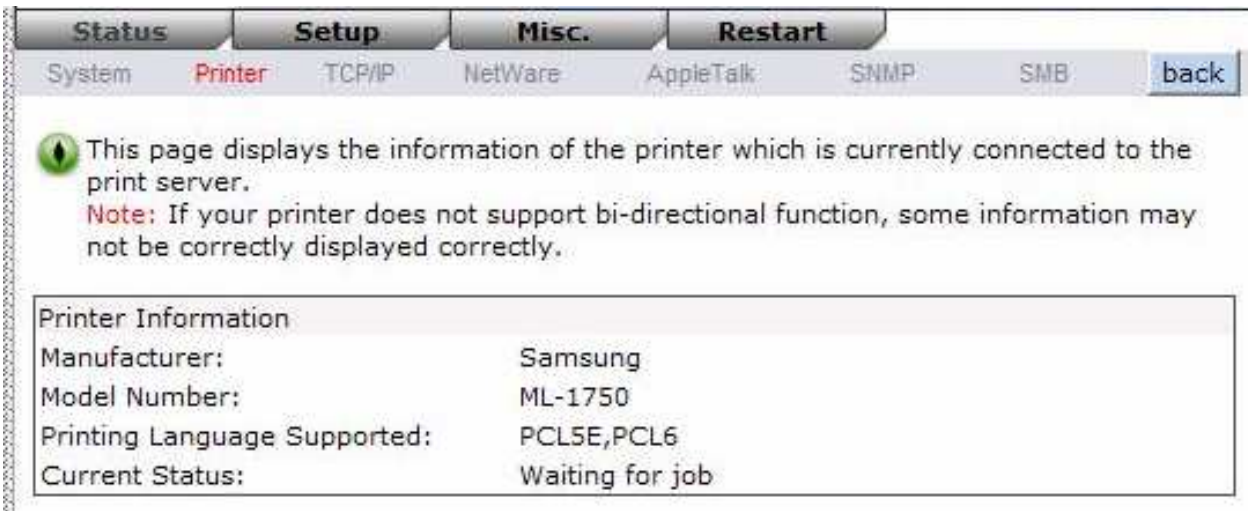 Status Setup Misc. Restart
System Printer TCP/IP NetWare AppleTalk SNMP SMB back
This page displays the information of the printer which is currently connected to the
print server.
Note: If your printer does not support bi-directional function, some information may
not be correctly displayed correctly.
Printer Information
Manufacturer: Samsung
Model Number: ML-1750
Printing Language Supported: PCL5E,PCL6
Current Status: Waiting for job